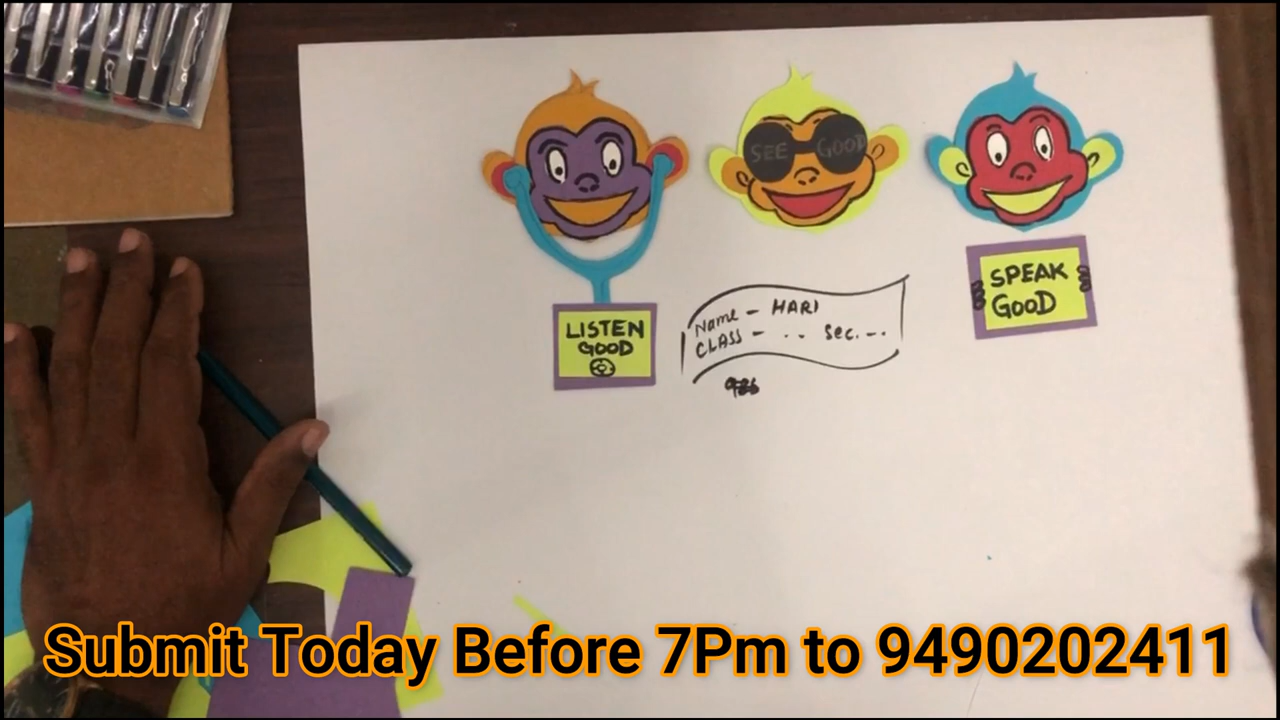 SEE GOOD
LISTEN
GOOD
Name - HARI
CLASS - .. Sec. -.
SPEAK
GOOD
Submit Today Before 7Pm to 9490202411